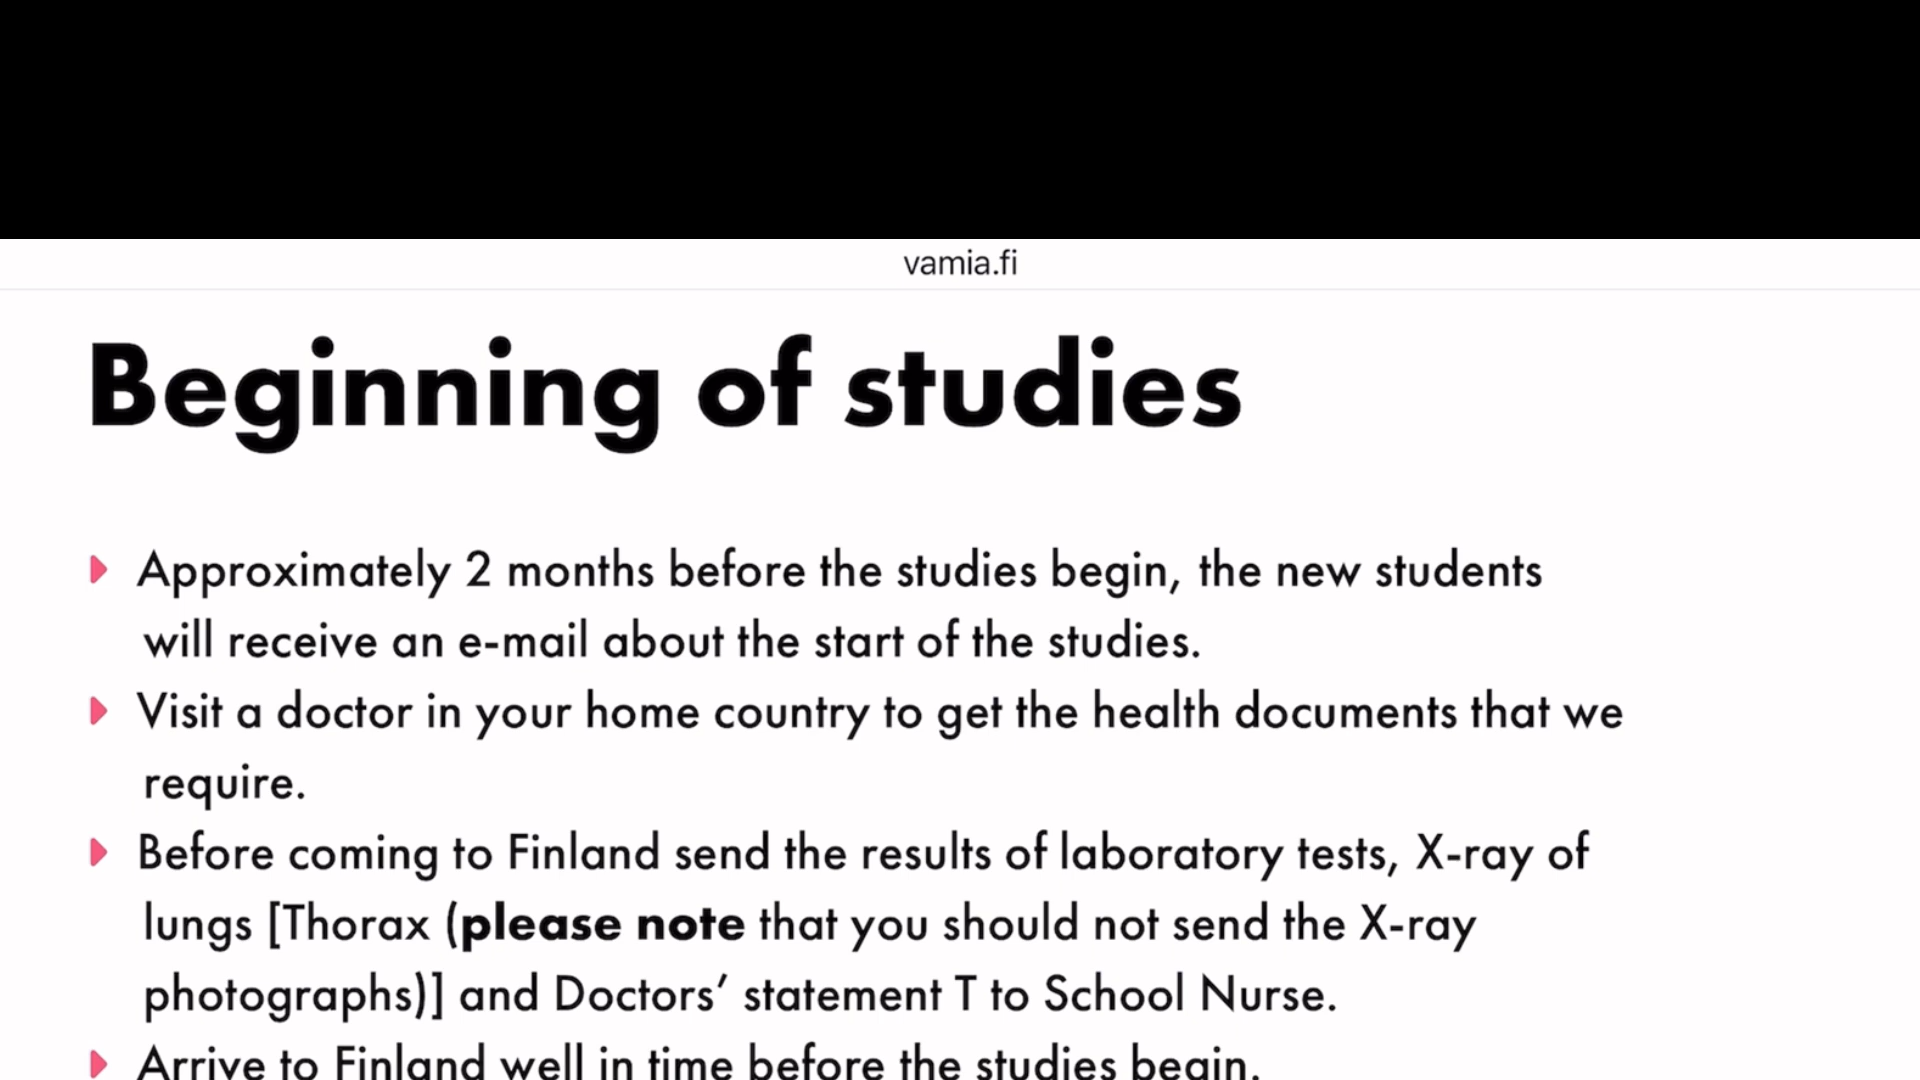 vamia.fi
Beginning of studies
Approximately 2 months before the studies begin, the new students
will receive an e-mail about the start of the studies.
Visit a doctor in your home country to get the health documents that we
require.
Before coming to Finland send the results of laboratory tests, X-ray of
lungs [Thorax (please note that you should not send the X-ray
photographs)] and Doctors’ statement T to School Nurse.
Arrive to Finland well in time before the studies begin.